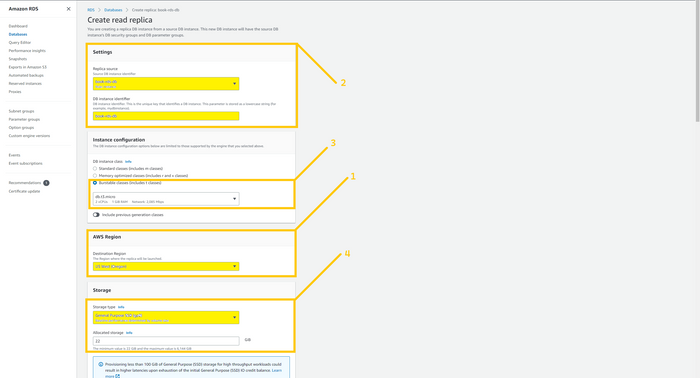 Amazon RDS
×
RDS > Databases > Create replica: book-ntv-db
Create read replica
You are creating a replica DB instance from a source DB instance. This new DB instance will have the source DB
instance's DB security groups and DB parameter groups.
Dashboard
Databases
Query Editor
Performance insights
Snapshots
Exports in Amazon S3
Automated backups
Reserved instances
Proxies
Subnet groups
Parameter groups
Option groups
Custom engine versions
Events
Event subscriptions
Recommendations
Certificate update
Settings
Replica source
Source DB instance identifier
DB instance identifier
DB instance identifier. This is the unique key that identifies a DB instance. This parameter is stored as a lowercase string (for
example, mydbinstance).
2
Instance configuration
The DB instance configuration options below are limited to those supported by the engine that you selected above.
DB instance class Info
Standard classes (includes m classes)
Memory optimized classes (includes r and x classes)
Burstable classes (includes t classes)
db.t3.micro
2 vCPUs 1 GiB RAM Network: 2,085 Mbps
Include previous generation classes
3
AWS Region
Destination Region
The Region where the replica will be launched.
US West (Oregon)
1
Storage
Storage type Info
General Purpose SSD (gp2)
Allocated storage Info
22 GiB
The minimum value is 22 GiB and the maximum value is 6,144 GiB
4
Provisioning less than 100 GiB of General Purpose (SSD) storage for high throughput workloads could
result in higher latencies upon exhaustion of the initial General Purpose (SSD) IO credit balance. Learn
more